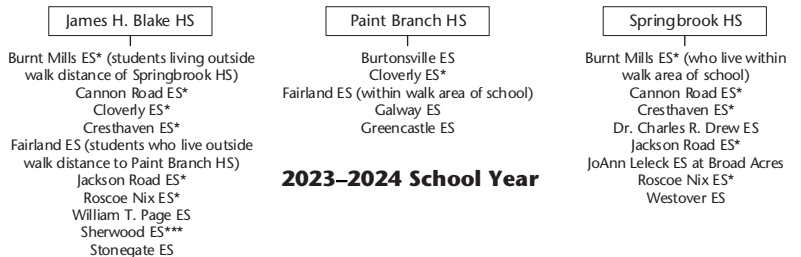 James H. Blake HS
Burnt Mills ES* (students living outside
walk distance of Springbrook HS)
Cannon Road ES*
Cloverly ES*
Cresthaven ES*
Fairland ES (students who live outside
walk distance to Paint Branch HS)
Jackson Road ES*
Roscoe Nix ES*
William T. Page ES
Sherwood ES***
Stonegate ES
Paint Branch HS
Burtonsville ES
Cloverly ES*
Fairland ES (within walk area of school)
Galway ES
Greencastle ES
2023–2024 School Year
Springbrook HS
Burnt Mills ES* (who live within
walk area of school)
Cannon Road ES*
Cresthaven ES*
Dr. Charles R. Drew ES
Jackson Road ES*
JoAnn Leleck ES at Broad Acres
Roscoe Nix ES*
Westover ES